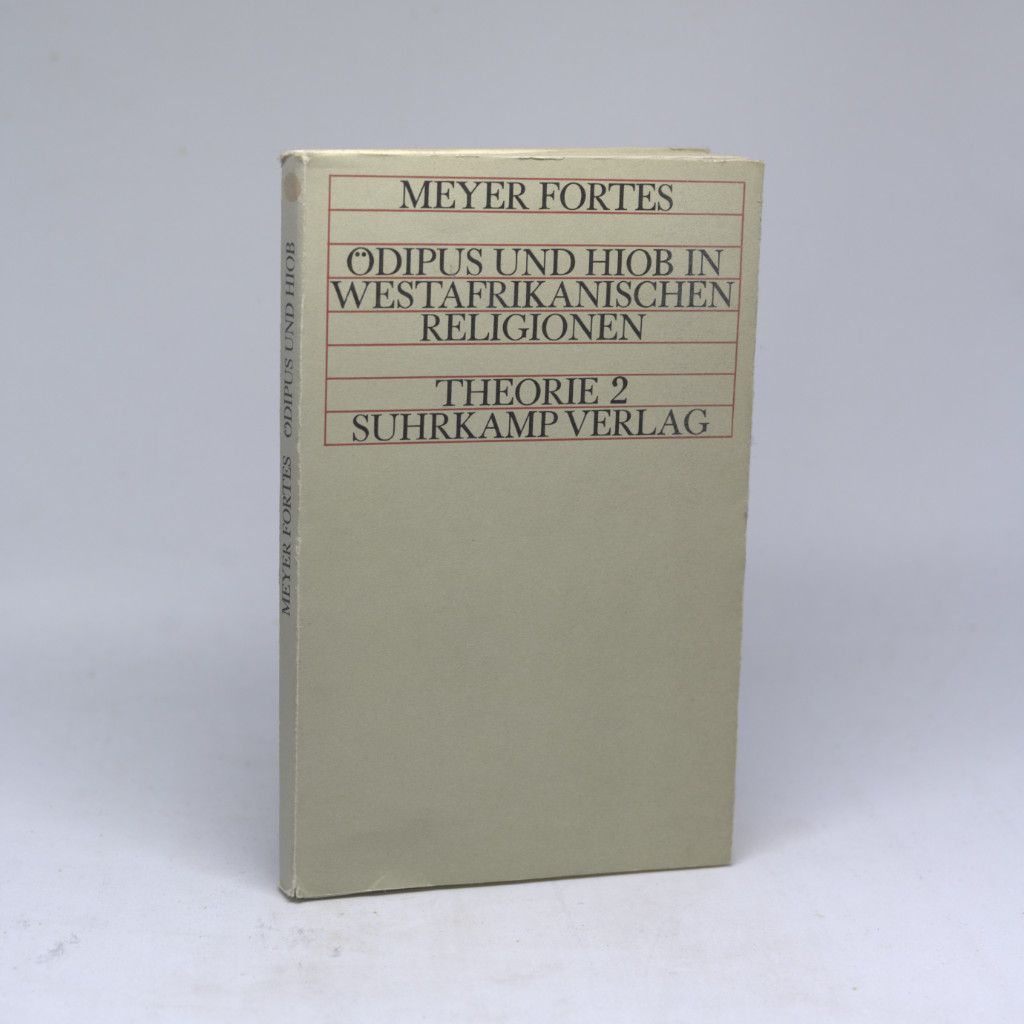 MEYER FORTES
ÖDIPUS UND HIOB IN
WESTAFRIKANISCHEN
RELIGIONEN
THEORIE 2
SUHRKAMP VERLAG
MEYER FORTES ÖDIPUS UND HIOB